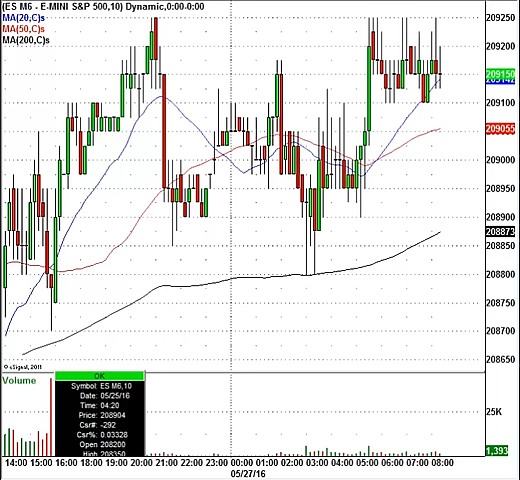 (ES M6 - E-MINI S&P 500,10) Dynamic,0:00-0:00
MA(20,C)s
MA(50,C)s
MA(200,C)s
209250
209200
209150
209142
209100
209055
209000
208950
208900
208873
208850
208800
208750
208700
208650
© eSignal, 2011
Volume
OK
Symbol: ES M6,10
Date: 05/25/16
Time: 04:20
Price: 208904
Csr#: -292
Csr%: 0.03328
Open 208200
High 208350
25K
1,393
14:00 15:00 16:00 18:00 19:00 20:00 21:00 22:00 23:00 00:00 01:00 02:00 03:00 04:00 05:00 06:00 07:00 08:00
05/27/16